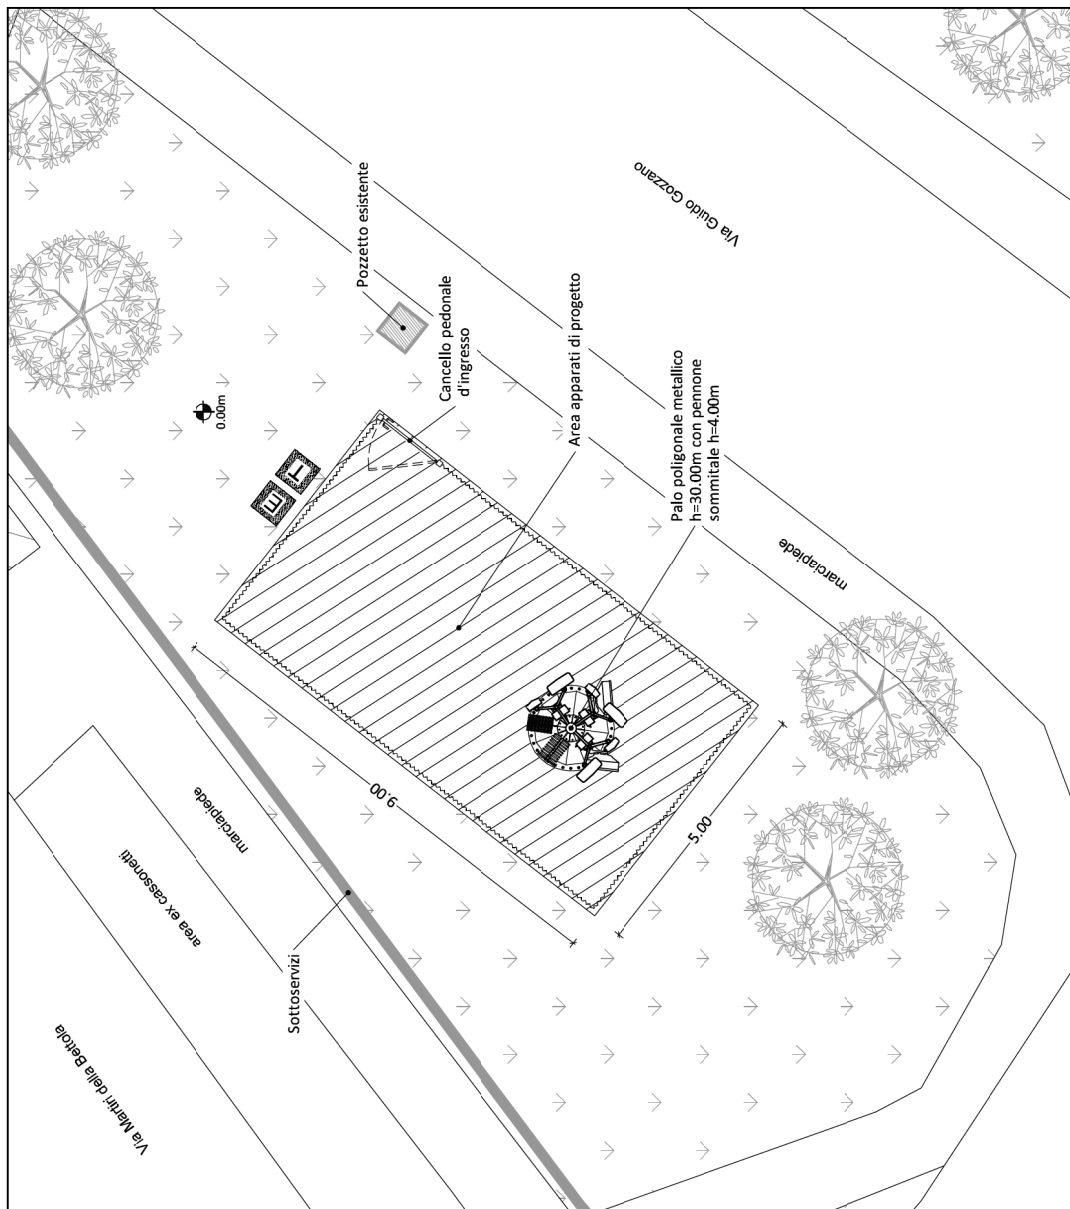 Via Guido Gozzano
Pozzetto esistente
Cancello pedonale
d'ingresso
Area apparati di progetto
Palo poligonale metallico
h=30.00m con pennone
sommitale h=4.00m
0.00m
E
T
marciapiede
9.00
5.00
marciapiede
area ex cassonetti
Sottoservizi
Via Martiri della Bettola